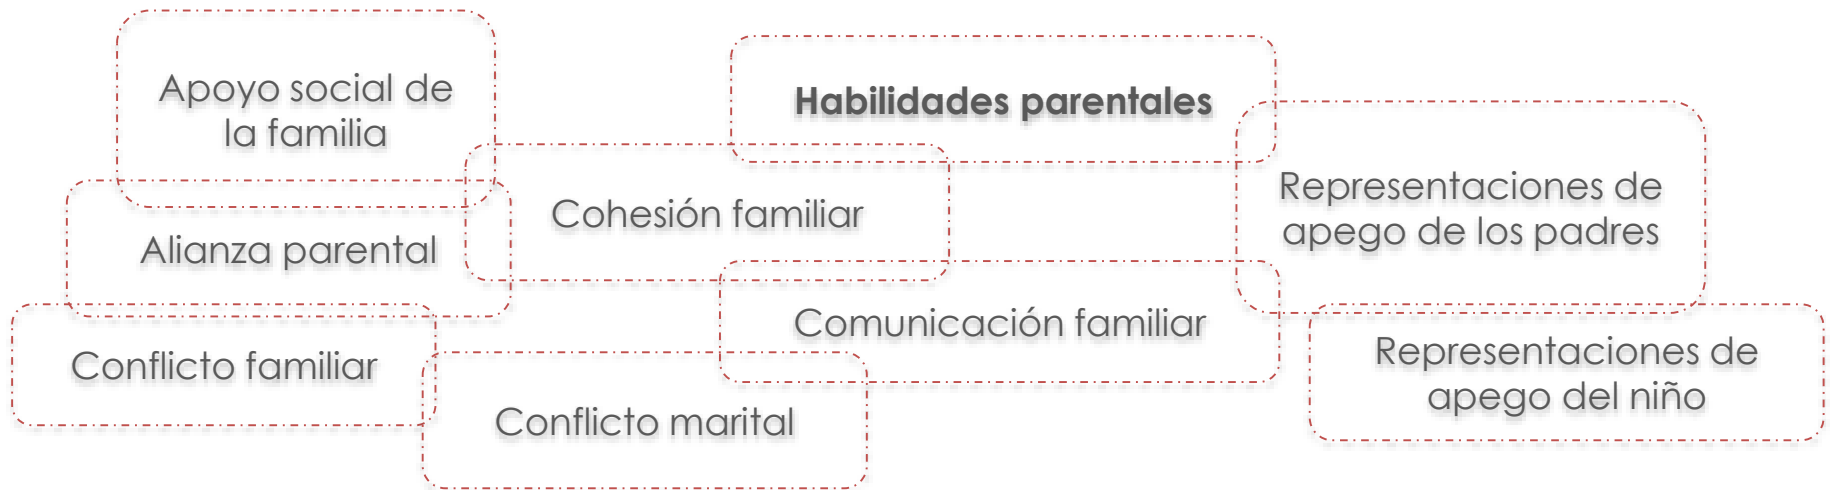 Apoyo social de
la familia
Habilidades parentales
Cohesión familiar
Representaciones de
apego de los padres
Alianza parental
Comunicación familiar
Conflicto familiar
Representaciones de
apego del niño
Conflicto marital